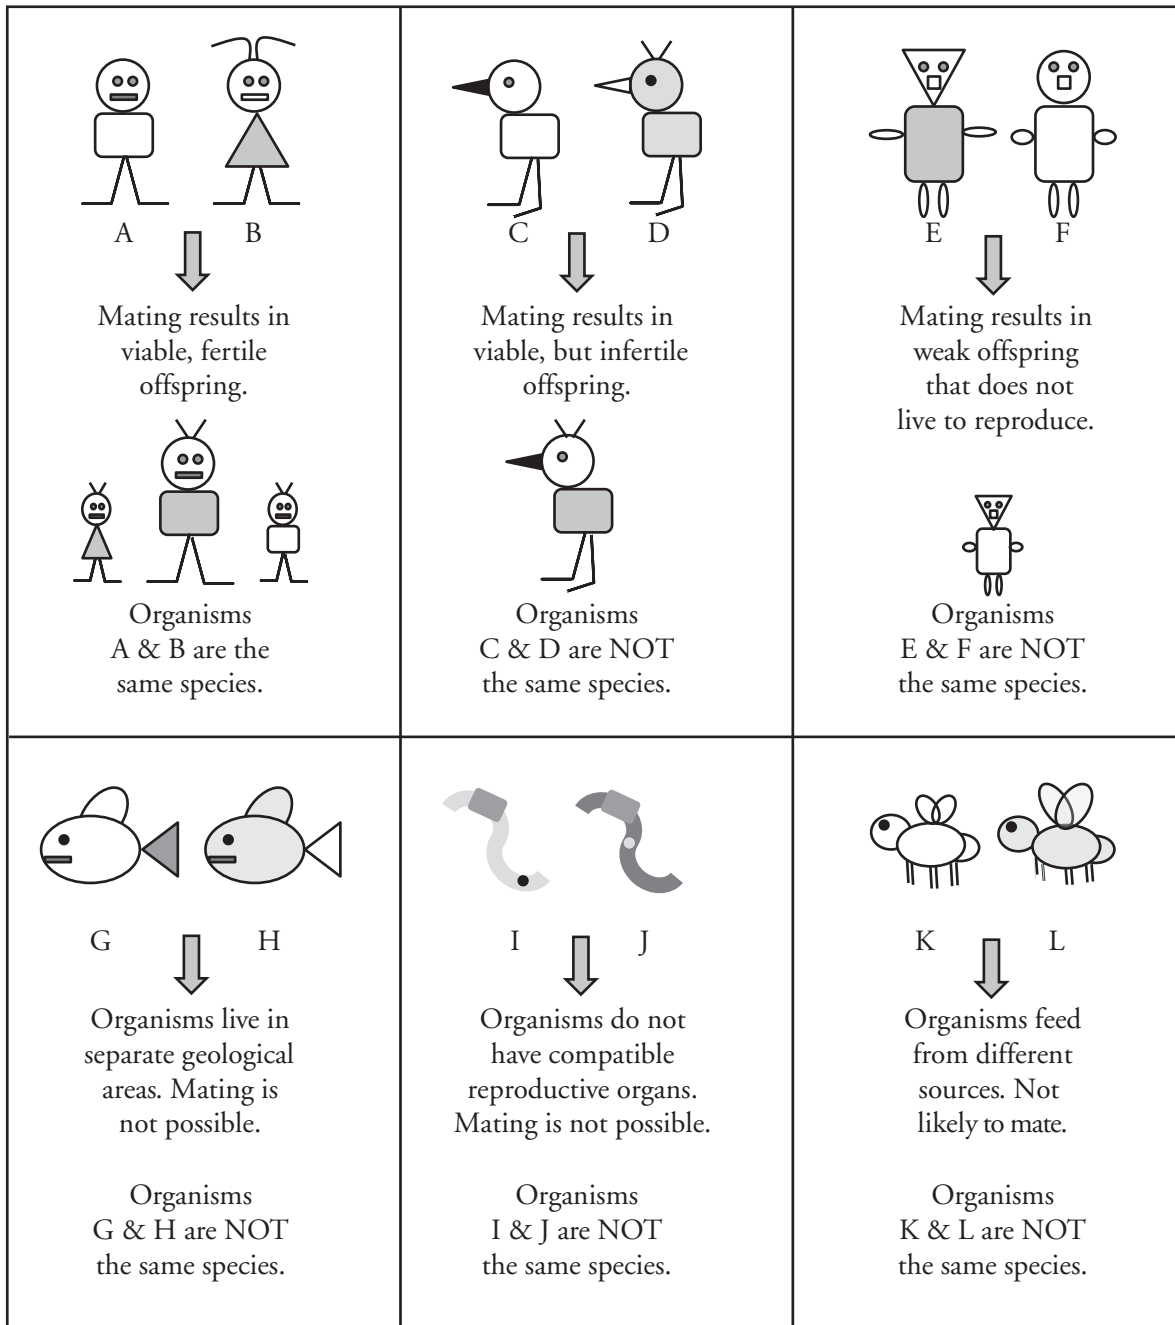 A B
Mating results in
viable, fertile
offspring.
Organisms
A & B are the
same species.
C D
Mating results in
viable, but infertile
offspring.
Organisms
C & D are NOT
the same species.
E F
Mating results in
weak offspring
that does not
live to reproduce.
Organisms
E & F are NOT
the same species.
G H
Organisms live in
separate geological
areas. Mating is
not possible.
Organisms
G & H are NOT
the same species.
I J
Organisms do not
have compatible
reproductive organs.
Mating is not possible.
Organisms
I & J are NOT
the same species.
K L
Organisms feed
from different
sources. Not
likely to mate.
Organisms
K & L are NOT
the same species.